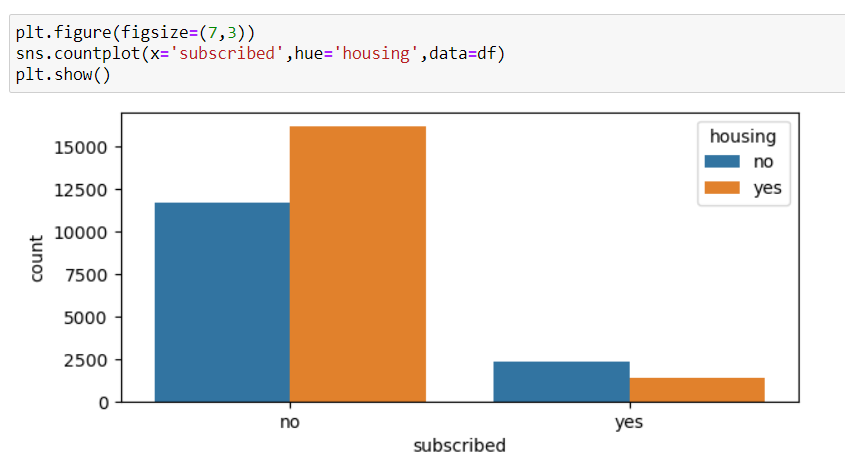 plt.figure(figsize=(7,3))
sns.countplot(x='subscribed',hue='housing',data=df)
plt.show()
housing
no
yes
15000
12500
10000
7500
5000
2500
0
count
no yes
subscribed